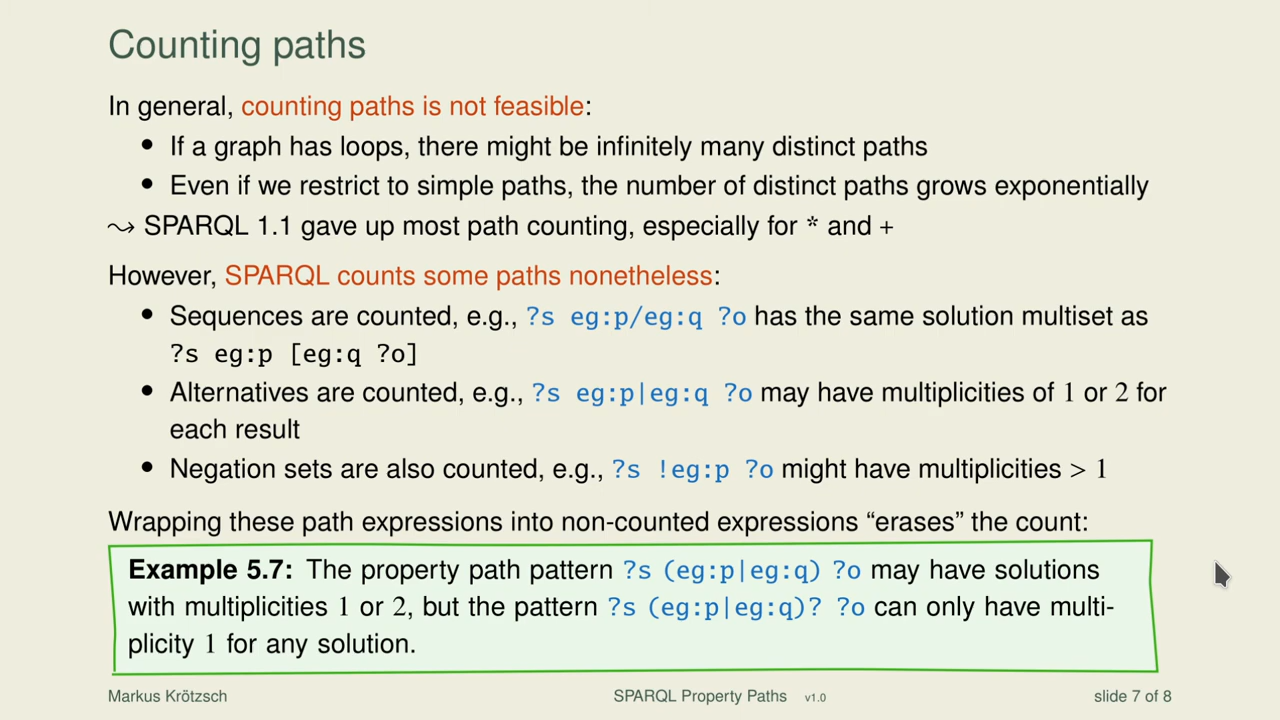 Counting paths
In general, counting paths is not feasible:
• If a graph has loops, there might be infinitely many distinct paths
• Even if we restrict to simple paths, the number of distinct paths grows exponentially
⤳ SPARQL 1.1 gave up most path counting, especially for * and +
However, SPARQL counts some paths nonetheless:
• Sequences are counted, e.g., ?s eg:p/eg:q ?o has the same solution multiset as
?s eg:p [eg:q ?o]
• Alternatives are counted, e.g., ?s eg:p|eg:q ?o may have multiplicities of 1 or 2 for
each result
• Negation sets are also counted, e.g., ?s !eg:p ?o might have multiplicities > 1
Wrapping these path expressions into non-counted expressions “erases” the count:
Example 5.7: The property path pattern ?s (eg:p|eg:q) ?o may have solutions
with multiplicities 1 or 2, but the pattern ?s (eg:p|eg:q)? ?o can only have multi-
plicity 1 for any solution.
Markus Krötzsch SPARQL Property Paths v1.0 slide 7 of 8